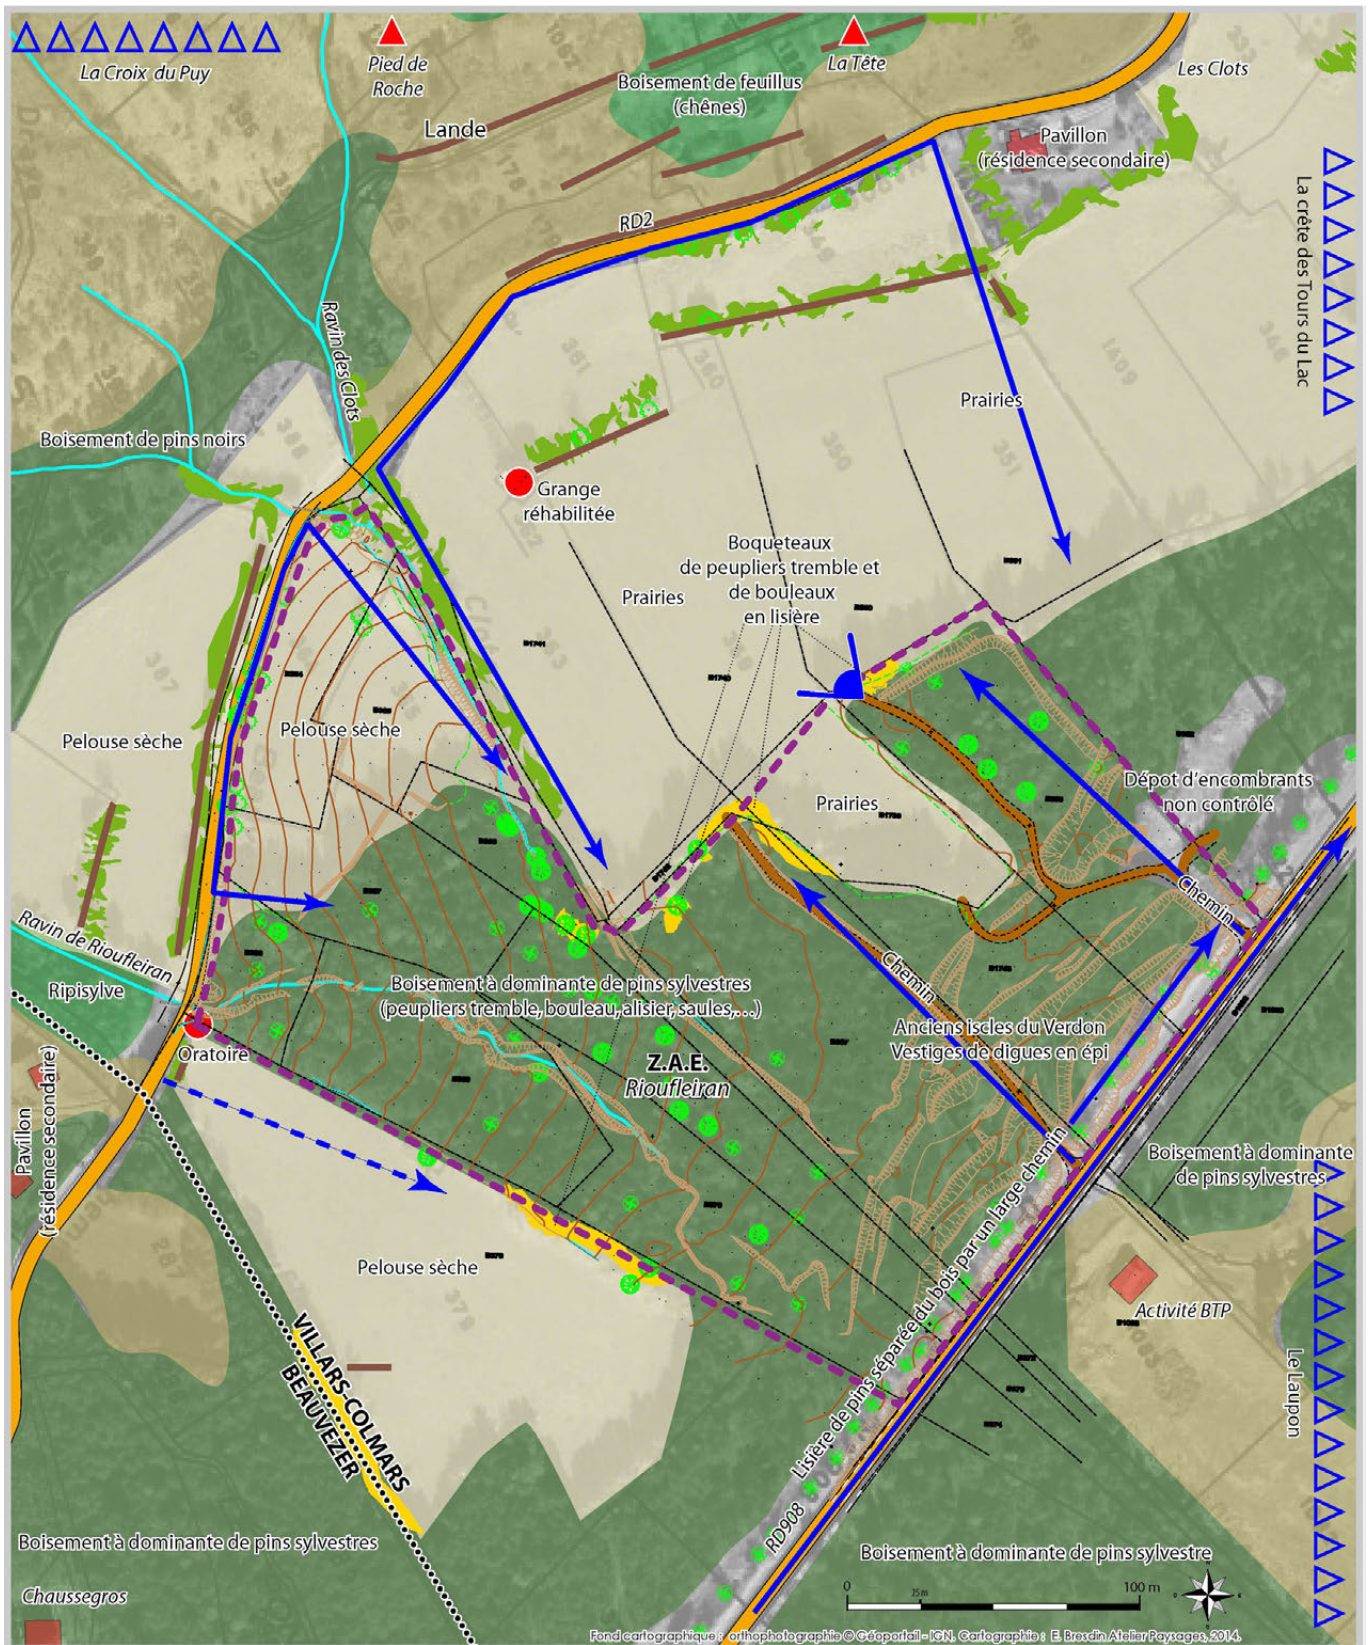 La Croix du Puy
Pied de
Roche
La Tête
Les Clots
Boisement de feuillus
(chênes)
Lande
Pavillon
(résidence secondaire)
La crête des Tours du Lac
RD2
Ravin des Clots
Prairies
Boisement de pins noirs
Grange
réhabilitée
Boqueteaux
de peupliers tremble et
de bouleaux
en lisière
Prairies
Pelouse sèche
Pelouse sèche
Prairies
Dépot d'encombrants
non contrôlé
Chemin
Ravin de Rioufleiran
Ripisylve
Boisement à dominante de pins sylvestres
(peupliers tremble, bouleau, alisier, saules,...)
Chemin
Anciens iscles du Verdon
Vestiges de digues en épi
Oratoire
Z.A.E.
Rioufleiran
Pavillon
(résidence secondaire)
Boisement à dominante
de pins sylvestres
Lisière de pins séparée du bois par un large chemin
Pelouse sèche
Activité BTP
Le Laupon
VILLARS-COLMARS
BEAUVEZER
RD908
Boisement à dominante de pins sylvestres
Boisement à dominante de pins sylvestre
Chaussegros
0 25 m 100 m
Fond cartographique : orthophotographie © Géoportail - IGN. Cartographie : E. Bresdin Atelier Paysages, 2014.